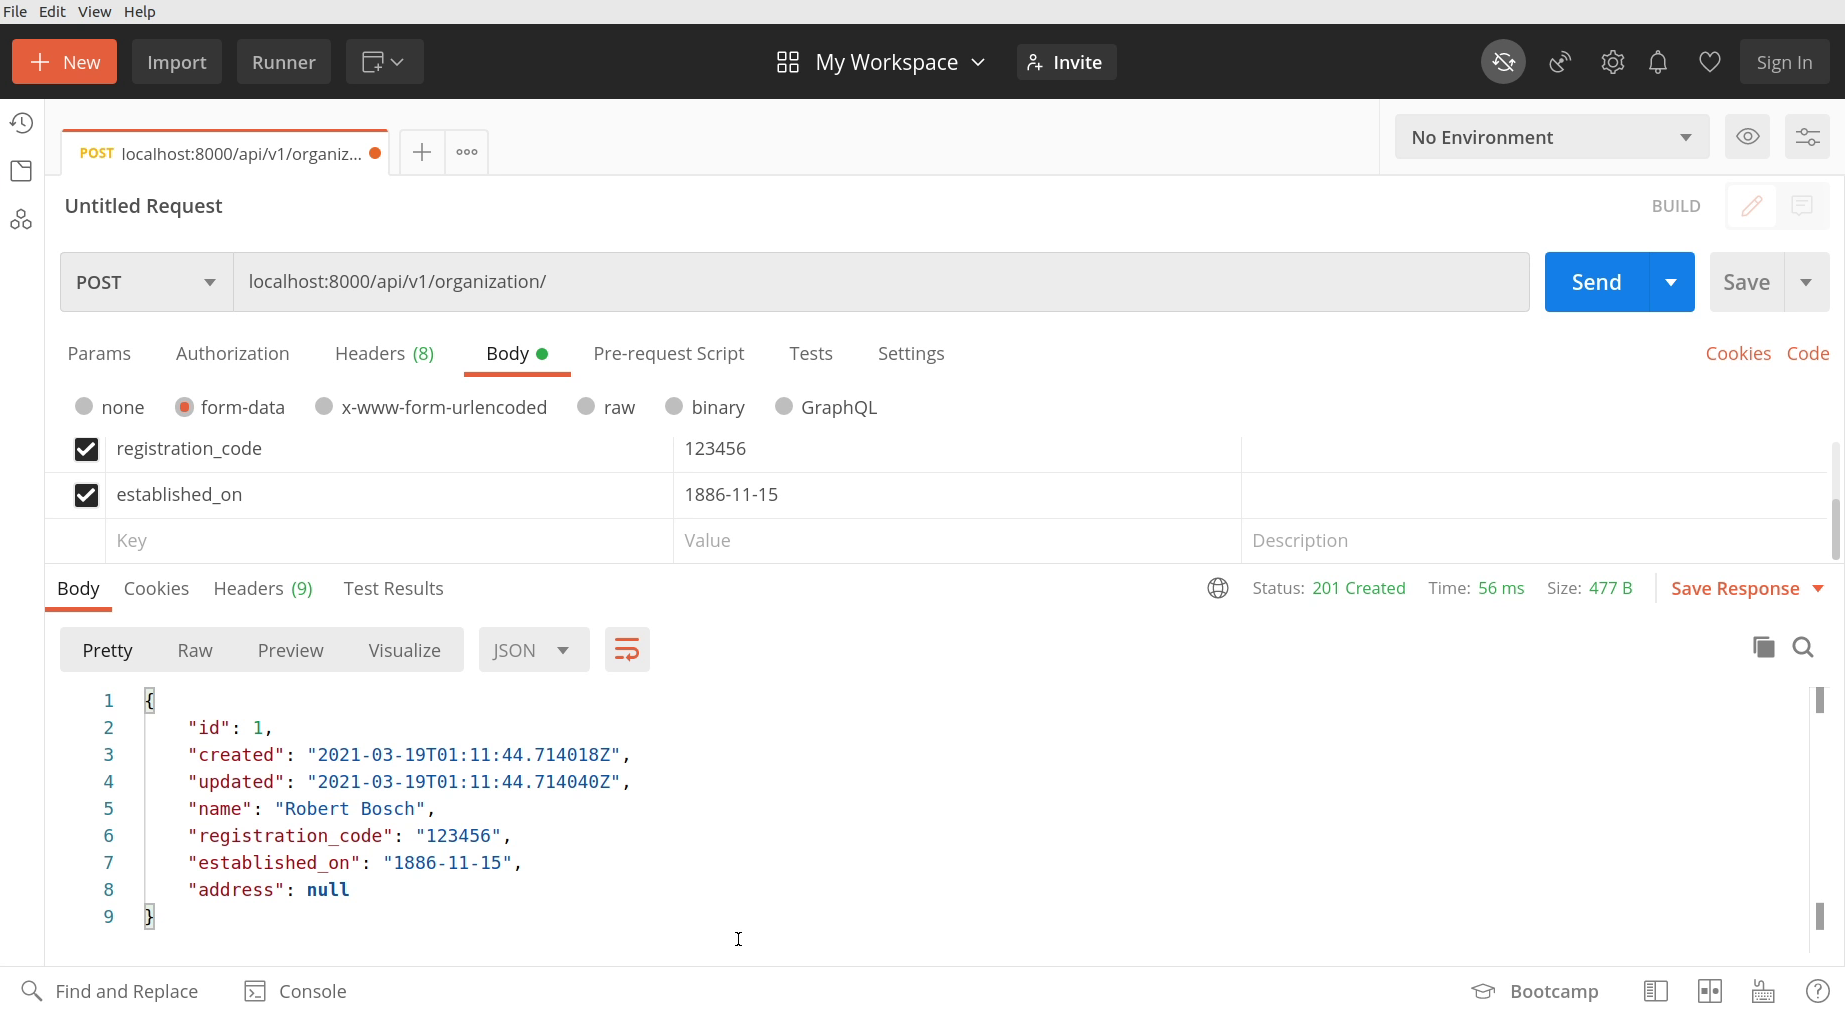 File Edit View Help
New Import Runner My Workspace Invite Sign In
POST localhost:8000/api/v1/organiz... No Environment
Untitled Request BUILD
POST localhost:8000/api/v1/organization/ Send Save
Params Authorization Headers (8) Body Pre-request Script Tests Settings Cookies Code
none form-data x-www-form-urlencoded raw binary GraphQL
registration_code 123456
established_on 1886-11-15
Key Value Description
Body Cookies Headers (9) Test Results Status: 201 Created Time: 56 ms Size: 477 B Save Response
Pretty Raw Preview Visualize JSON
1 {
2 "id": 1,
3 "created": "2021-03-19T01:11:44.714018Z",
4 "updated": "2021-03-19T01:11:44.714040Z",
5 "name": "Robert Bosch",
6 "registration_code": "123456",
7 "established_on": "1886-11-15",
8 "address": null
9 }
Find and Replace Console Bootcamp